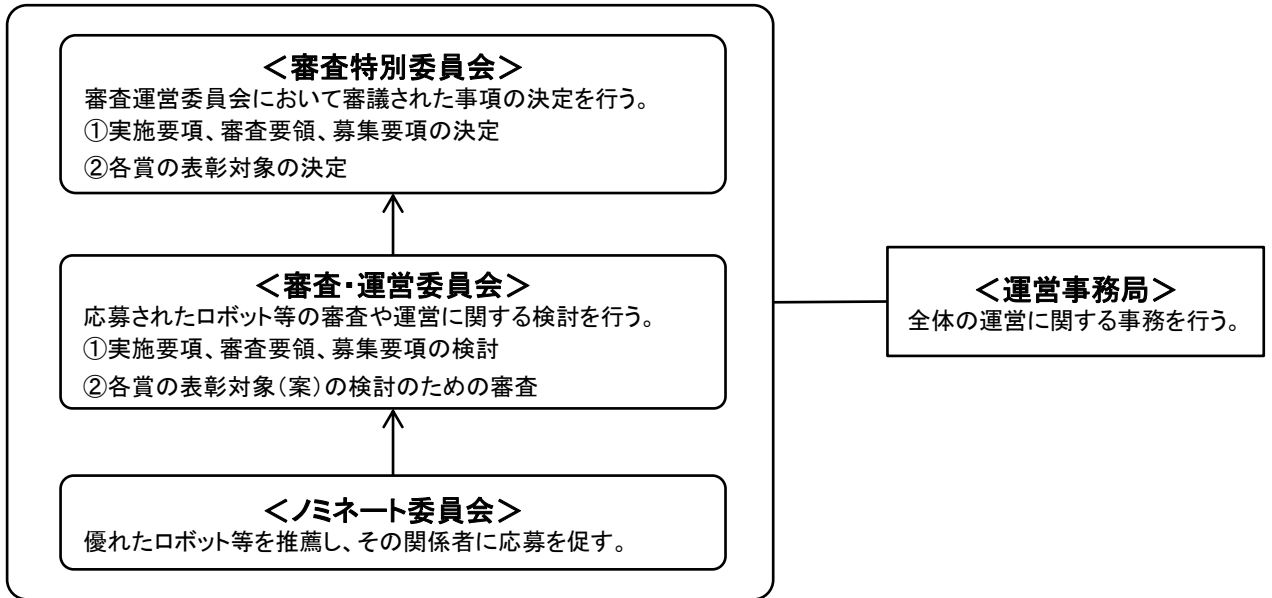 ＜審査特別委員会＞
審査運営委員会において審議された事項の決定を行う。
①実施要項、審査要領、募集要項の決定
②各賞の表彰対象の決定
＜審査・運営委員会＞
応募されたロボット等の審査や運営に関する検討を行う。
①実施要項、審査要領、募集要項の検討
②各賞の表彰対象（案）の検討のための審査
＜ノミネート委員会＞
優れたロボット等を推薦し、その関係者に応募を促す。
＜運営事務局＞
全体の運営に関する事務を行う。